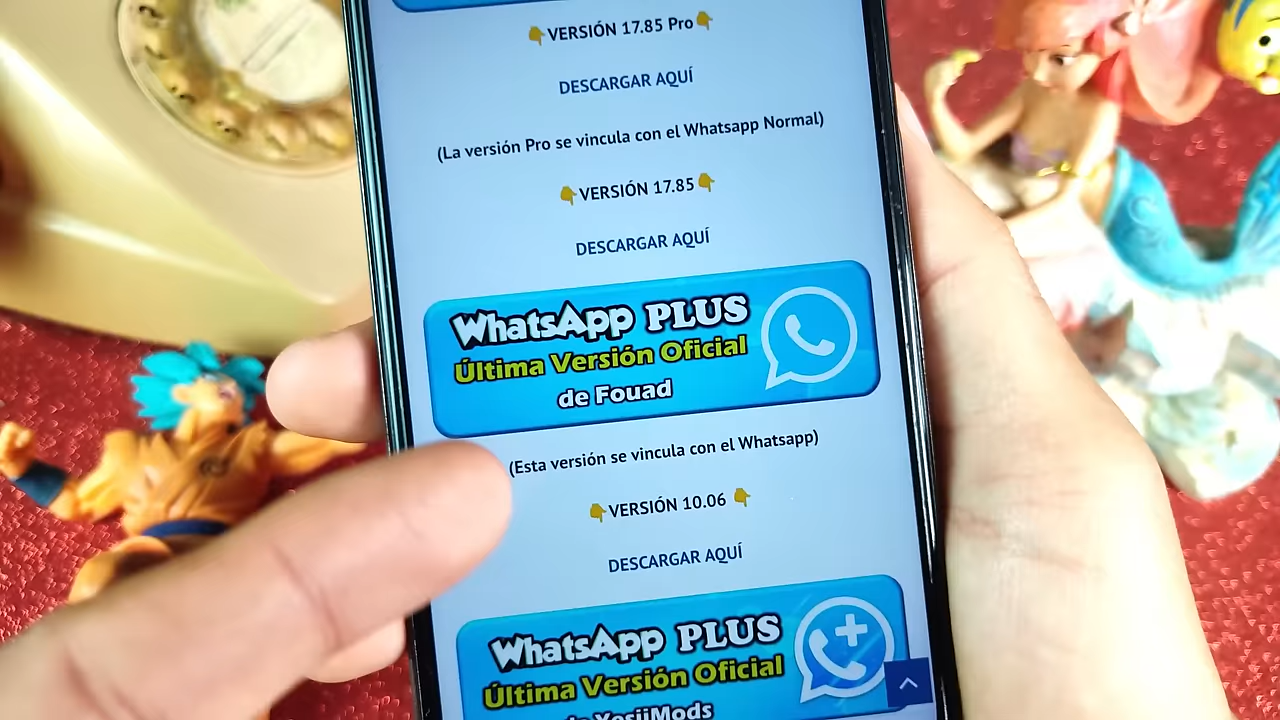 👇VERSIÓN 17.85 Pro👇
DESCARGAR AQUÍ
(La versión Pro se vincula con el Whatsapp Normal)
👇VERSIÓN 17.85👇
DESCARGAR AQUÍ
WhatsApp PLUS
Última Versión Oficial
de Fouad
(Esta versión se vincula con el Whatsapp)
👇VERSIÓN 10.06 👇
DESCARGAR AQUÍ
WhatsApp PLUS
Última Versión Oficial
de YosiiMods